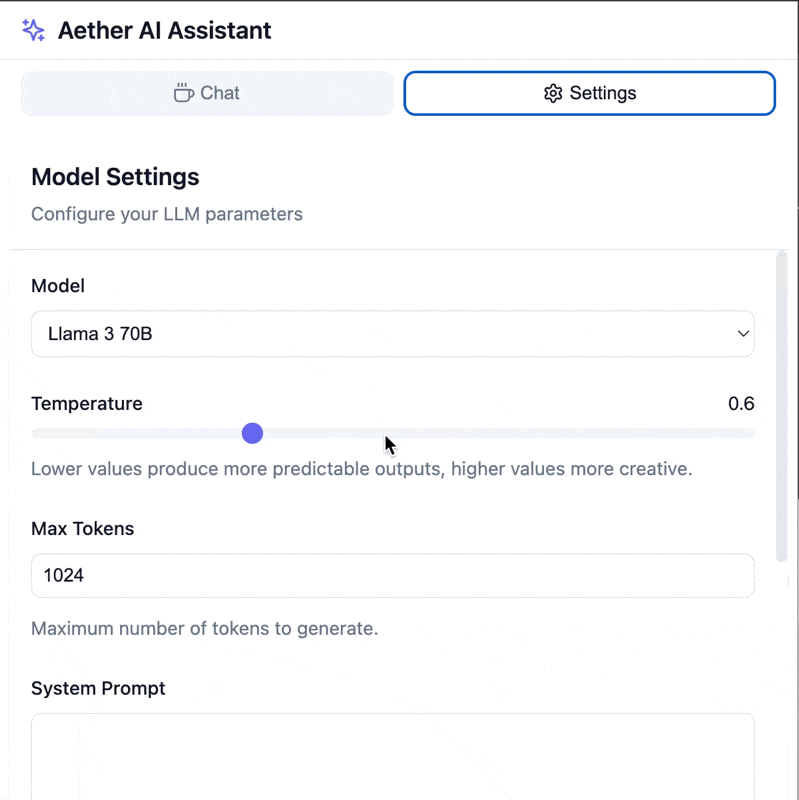 Aether AI Assistant
Chat
Settings
Model Settings
Configure your LLM parameters
Model
Llama 3 70B
Temperature
0.6
Lower values produce more predictable outputs, higher values more creative.
Max Tokens
1024
Maximum number of tokens to generate.
System Prompt